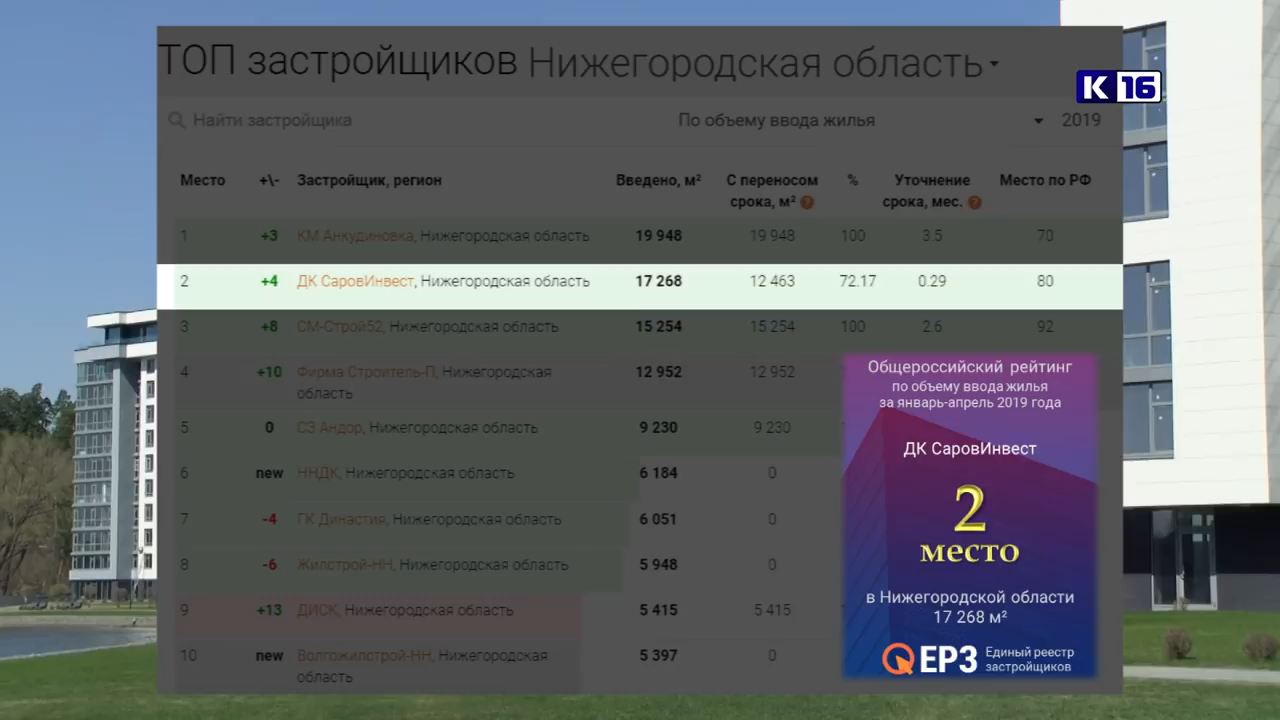 ТОП застройщиков Нижегородская область
К 16
Найти застройщика По объему ввода жилья 2019
Место +\- Застройщик, регион Введено, м² С переносом срока, м² ? % Уточнение срока, мес. ? Место по РФ
1 +3 КМ Анкудиновка, Нижегородская область 19 948 19 948 100 3.5 70
2 +4 ДК СаровИнвест, Нижегородская область 17 268 12 463 72.17 0.29 80
3 +8 СМ-Строй52, Нижегородская область 15 254 15 254 100 2.6 92
4 +10 Фирма Строитель-П, Нижегородская область 12 952 12 952
5 0 СЗ Андор, Нижегородская область 9 230 9 230
6 new ННДК, Нижегородская область 6 184 0
7 -4 ГК Династия, Нижегородская область 6 051 0
8 -6 Жилстрой-НН, Нижегородская область 5 948 0
9 +13 ДИСК, Нижегородская область 5 415 5 415
10 new Волгожилстрой-НН, Нижегородская область 5 397 0
Общероссийский рейтинг
по объему ввода жилья
за январь-апрель 2019 года
ДК СаровИнвест
2
место
в Нижегородской области
17 268 м²
ЕРЗ Единый реестр
застройщиков